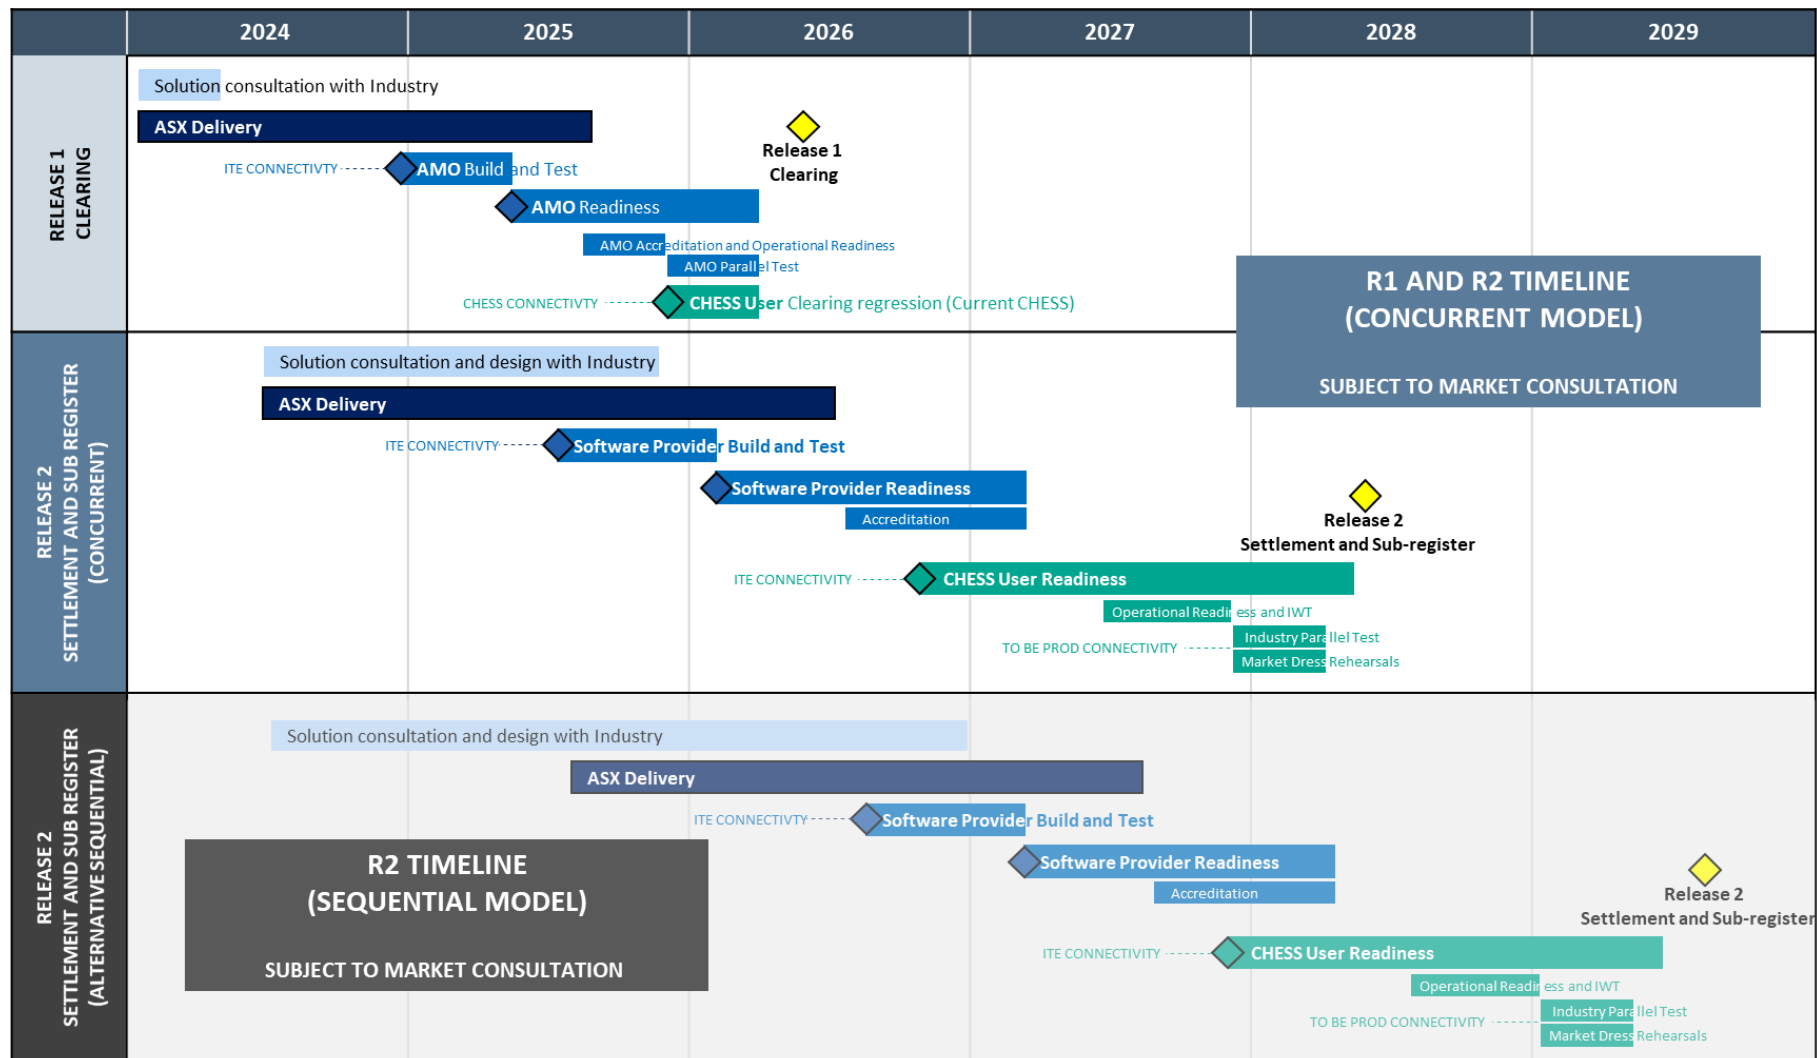 2024 2025 2026 2027 2028 2029
RELEASE 1
CLEARING
Solution consultation with Industry
ASX Delivery
Release 1
Clearing
ITE CONNECTIVTY
AMO Build and Test
AMO Readiness
AMO Accreditation and Operational Readiness
AMO Parallel Test
CHESS CONNECTIVTY
CHESS User Clearing regression (Current CHESS)
R1 AND R2 TIMELINE
(CONCURRENT MODEL)
SUBJECT TO MARKET CONSULTATION
RELEASE 2
SETTLEMENT AND SUB REGISTER
(CONCURRENT)
Solution consultation and design with Industry
ASX Delivery
ITE CONNECTIVTY
Software Provider Build and Test
Software Provider Readiness
Accreditation
Release 2
Settlement and Sub-register
ITE CONNECTIVITY
CHESS User Readiness
Operational Readiness and IWT
TO BE PROD CONNECTIVITY
Industry Parallel Test
Market Dress Rehearsals
RELEASE 2
SETTLEMENT AND SUB REGISTER
(ALTERNATIVE SEQUENTIAL)
Solution consultation and design with Industry
ASX Delivery
ITE CONNECTIVTY
Software Provider Build and Test
Software Provider Readiness
Accreditation
R2 TIMELINE
(SEQUENTIAL MODEL)
SUBJECT TO MARKET CONSULTATION
Release 2
Settlement and Sub-register
ITE CONNECTIVITY
CHESS User Readiness
Operational Readiness and IWT
TO BE PROD CONNECTIVITY
Industry Parallel Test
Market Dress Rehearsals